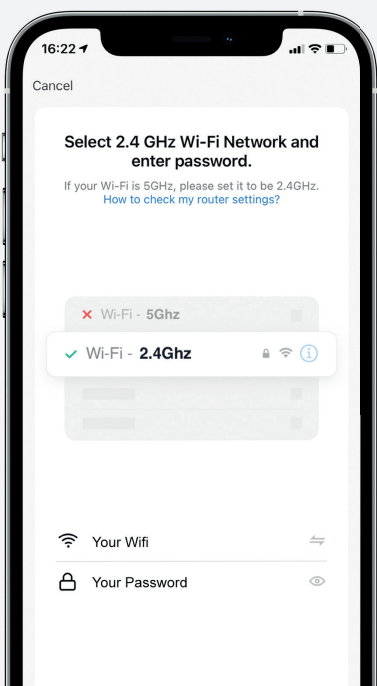 16:22
Cancel
Select 2.4 GHz Wi-Fi Network and
enter password.
If your Wi-Fi is 5GHz, please set it to be 2.4GHz.
How to check my router settings?
Wi-Fi - 5Ghz
Wi-Fi - 2.4Ghz
Your Wifi
Your Password